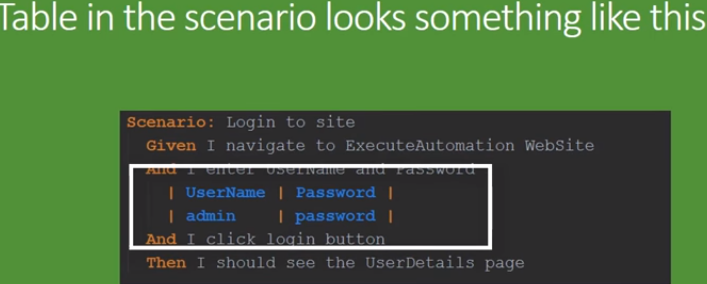 Table in the scenario looks something like this
Scenario: Login to site
Given I navigate to ExecuteAutomation WebSite
And I enter UserName and Password
| UserName | Password |
| admin | password |
And I click login button
Then I should see the UserDetails page